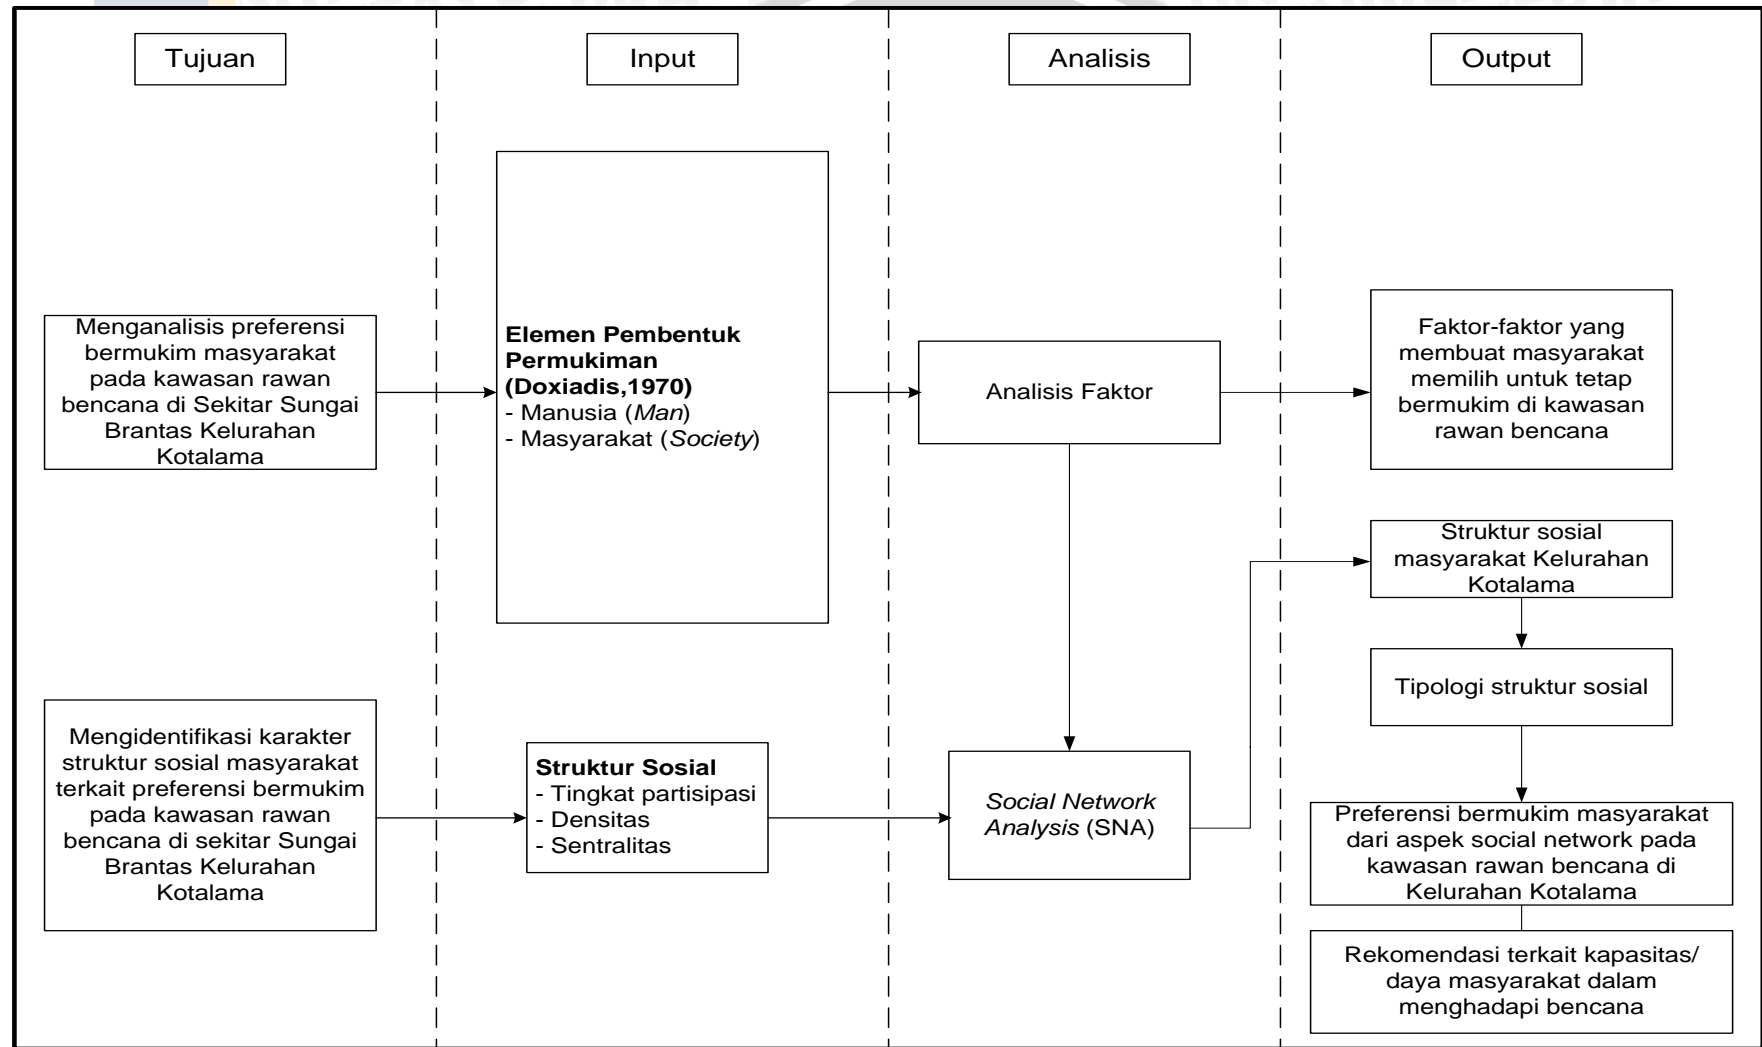 Tujuan
Input
Analisis
Output
Menganalisis preferensi
bermukim masyarakat
pada kawasan rawan
bencana di Sekitar Sungai
Brantas Kelurahan
Kotalama
Elemen Pembentuk
Permukiman
(Doxiadis,1970)
- Manusia (Man)
- Masyarakat (Society)
Analisis Faktor
Faktor-faktor yang
membuat masyarakat
memilih untuk tetap
bermukim di kawasan
rawan bencana
Mengidentifikasi karakter
struktur sosial masyarakat
terkait preferensi bermukim
pada kawasan rawan
bencana di sekitar Sungai
Brantas Kelurahan
Kotalama
Struktur Sosial
- Tingkat partisipasi
- Densitas
- Sentralitas
Social Network
Analysis (SNA)
Struktur sosial
masyarakat Kelurahan
Kotalama
Tipologi struktur sosial
Preferensi bermukim masyarakat
dari aspek social network pada
kawasan rawan bencana di
Kelurahan Kotalama
Rekomendasi terkait kapasitas/
daya masyarakat dalam
menghadapi bencana